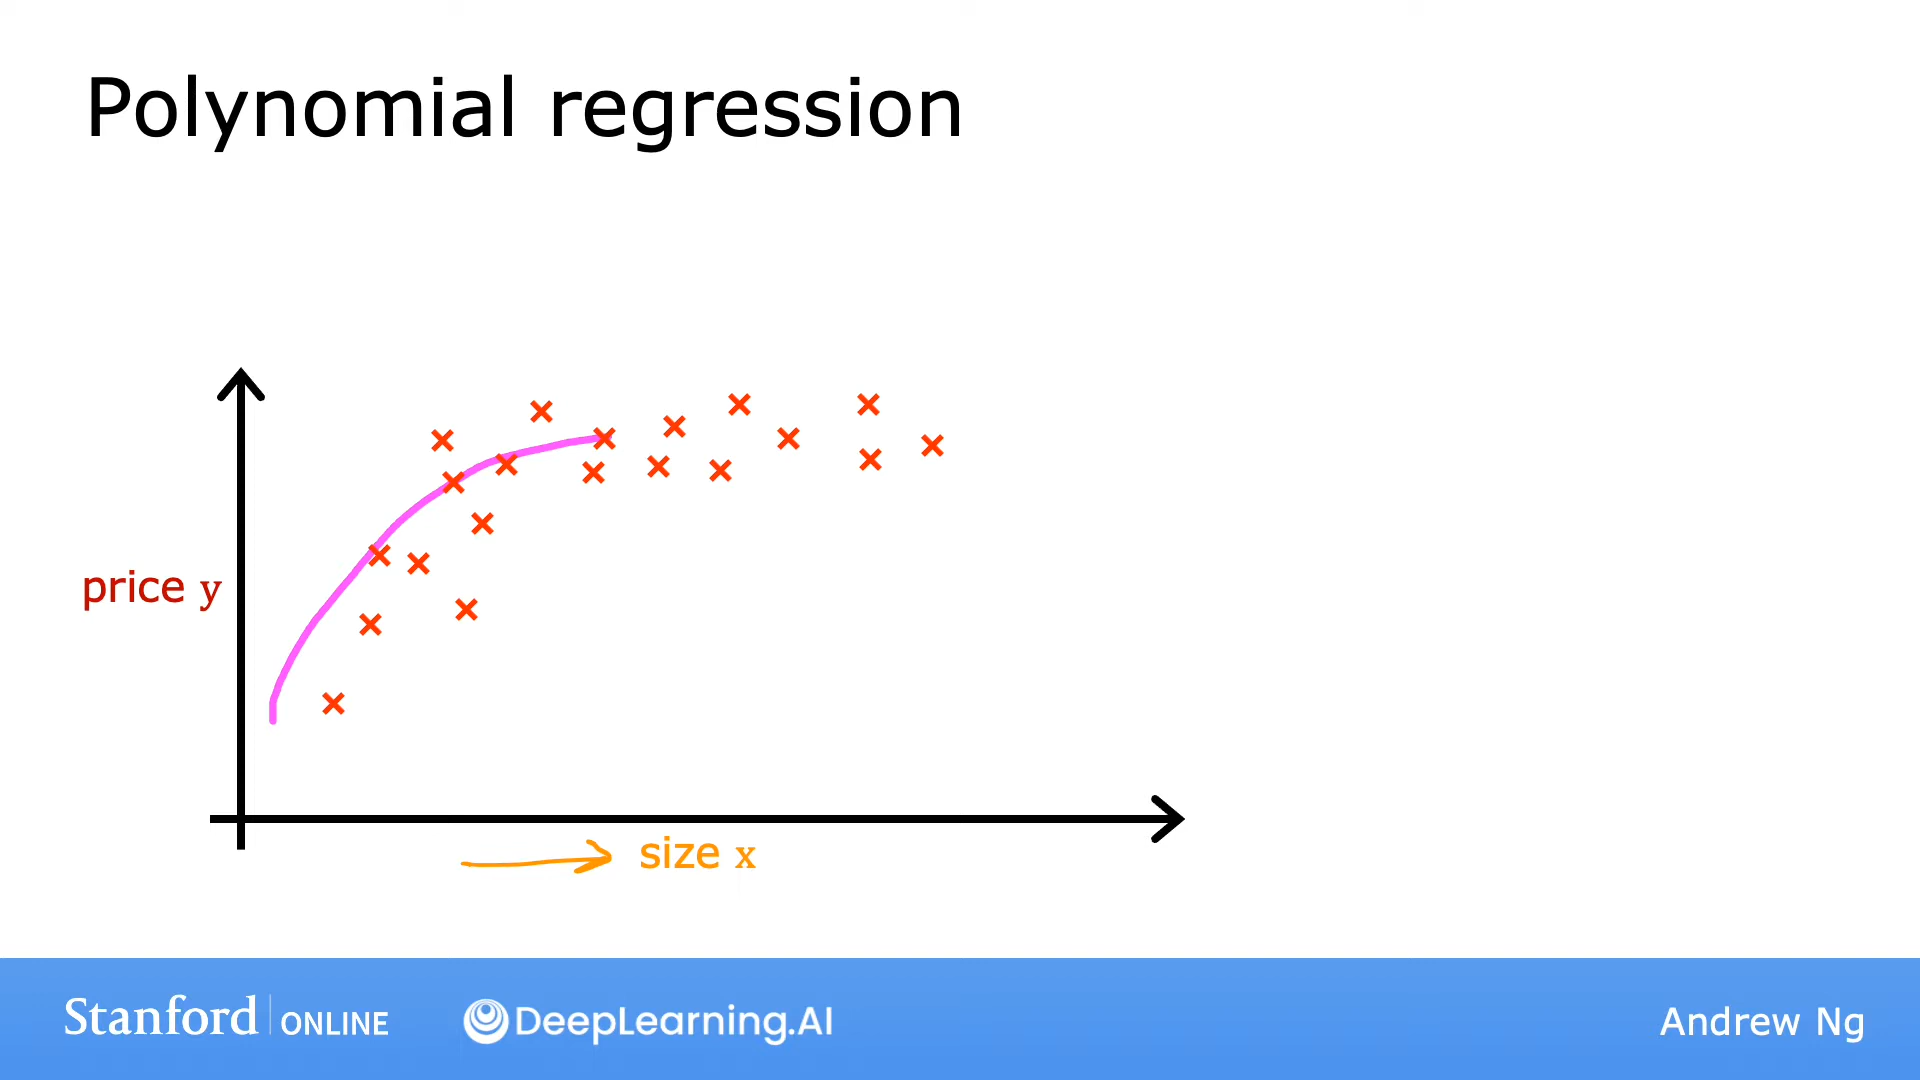 Polynomial regression
price y
size x
Stanford ONLINE
DeepLearning.AI
Andrew Ng